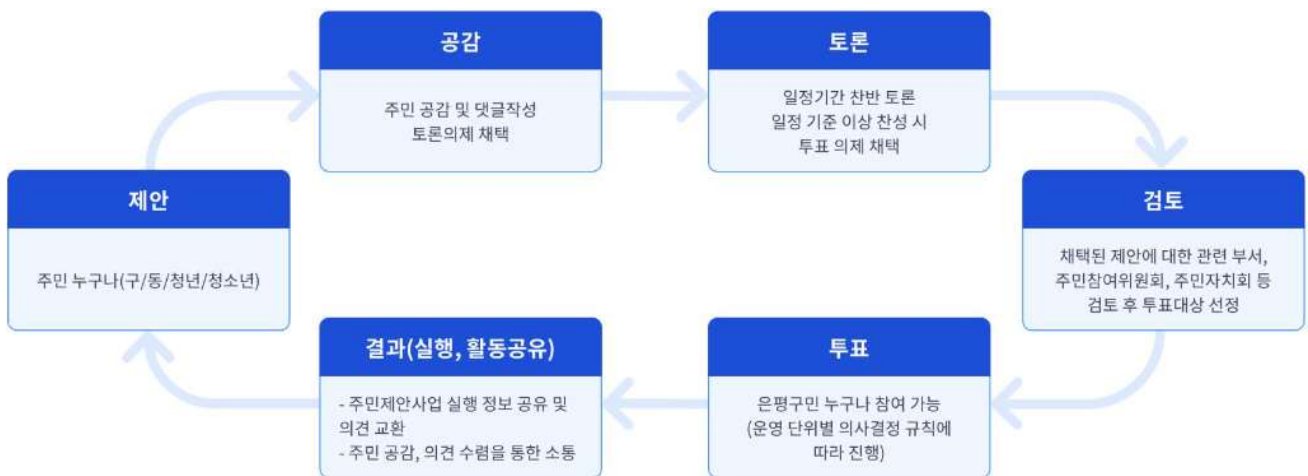 공감
주민 공감 및 댓글작성
토론의제 채택
토론
일정기간 찬반 토론
일정 기준 이상 찬성 시
투표 의제 채택
제안
주민 누구나(구/동/청년/청소년)
검토
채택된 제안에 대한 관련 부서,
주민참여위원회, 주민자치회 등
검토 후 투표대상 선정
결과(실행, 활동공유)
- 주민제안사업 실행 정보 공유 및
의견 교환
- 주민 공감, 의견 수렴을 통한 소통
투표
은평구민 누구나 참여 가능
(운영 단위별 의사결정 규칙에
따라 진행)